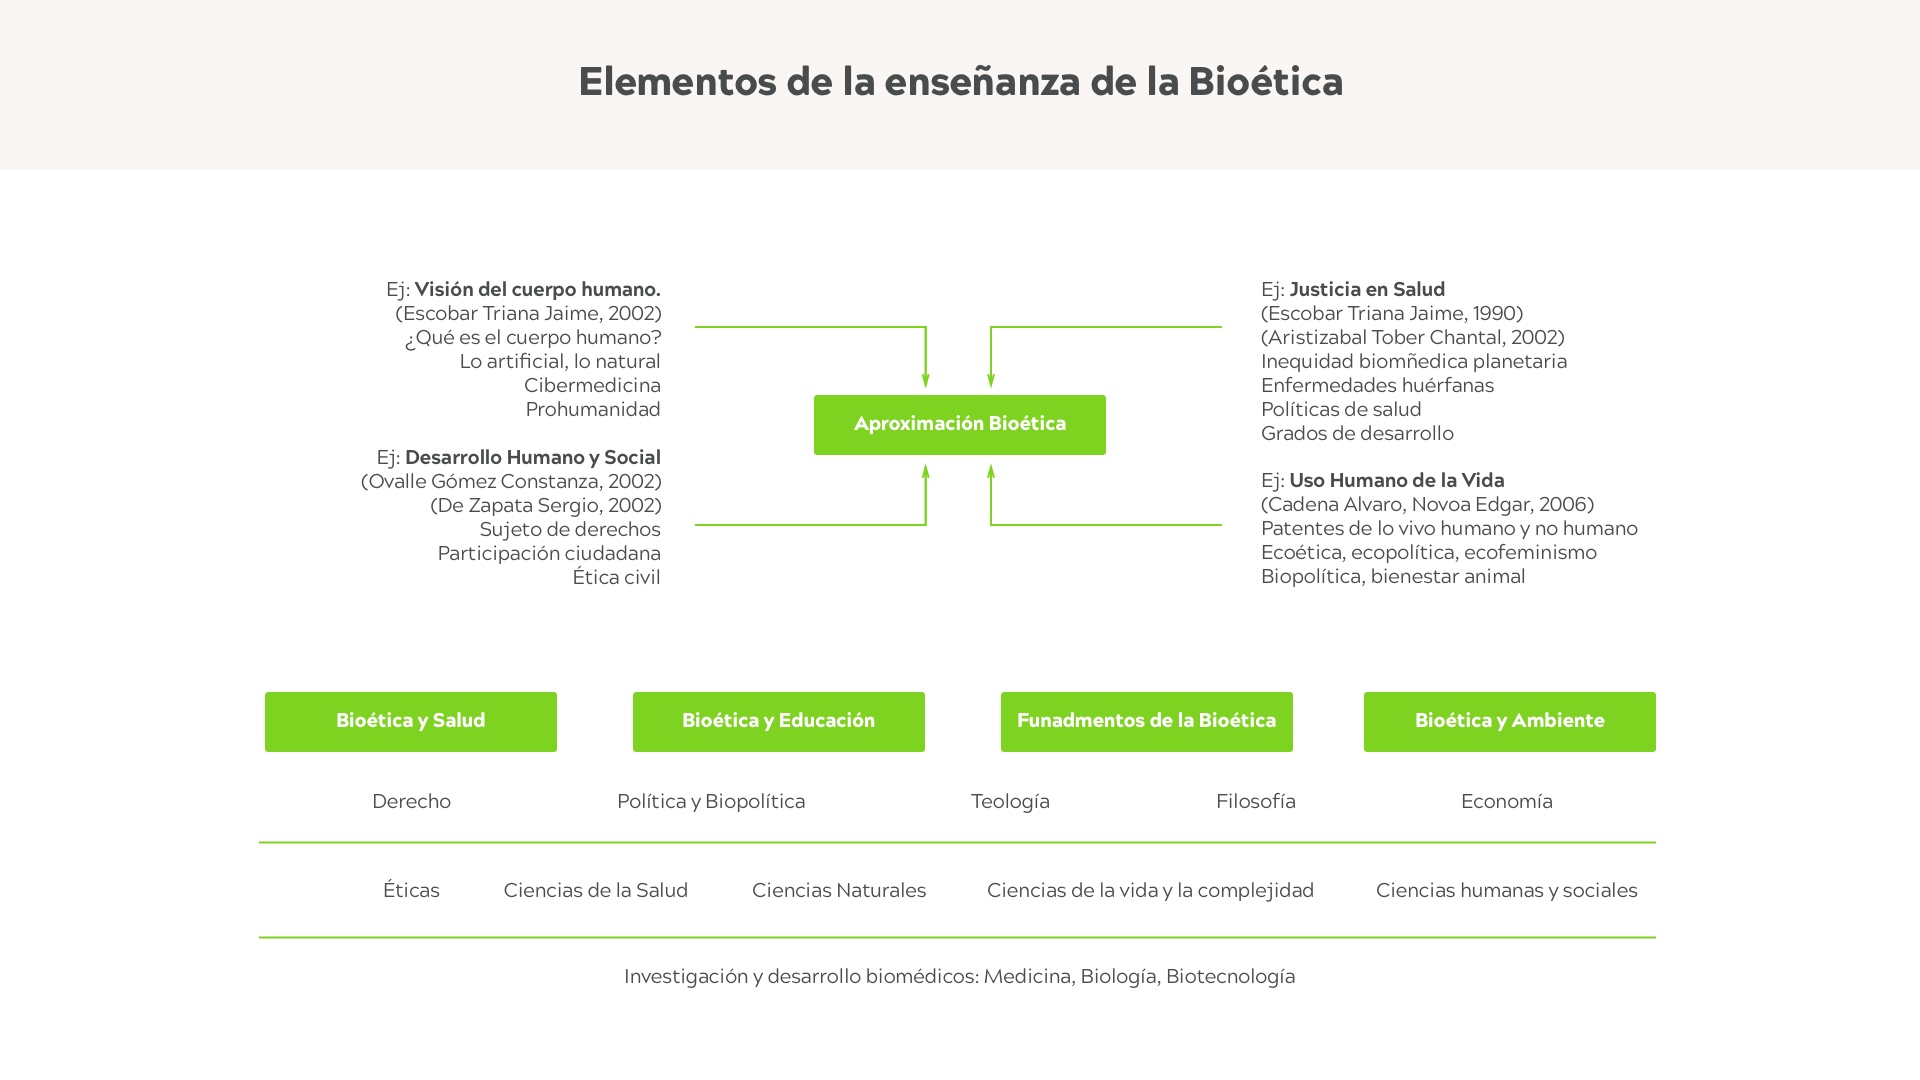 Elementos de la enseñanza de la Bioética
Ej: Visión del cuerpo humano.
(Escobar Triana Jaime, 2002)
¿Qué es el cuerpo humano?
Lo artificial, lo natural
Cibermedicina
Prohumanidad
Ej: Desarrollo Humano y Social
(Ovalle Gómez Constanza, 2002)
(De Zapata Sergio, 2002)
Sujeto de derechos
Participación ciudadana
Ética civil
Aproximación Bioética
Ej: Justicia en Salud
(Escobar Triana Jaime, 1990)
(Aristizabal Tober Chantal, 2002)
Inequidad biomñedica planetaria
Enfermedades huérfanas
Políticas de salud
Grados de desarrollo
Ej: Uso Humano de la Vida
(Cadena Alvaro, Novoa Edgar, 2006)
Patentes de lo vivo humano y no humano
Ecoética, ecopolítica, ecofeminismo
Biopolítica, bienestar animal
Bioética y Salud
Bioética y Educación
Funadmentos de la Bioética
Bioética y Ambiente
Derecho
Política y Biopolítica
Teología
Filosofía
Economía
Éticas
Ciencias de la Salud
Ciencias Naturales
Ciencias de la vida y la complejidad
Ciencias humanas y sociales
Investigación y desarrollo biomédicos: Medicina, Biología, Biotecnología